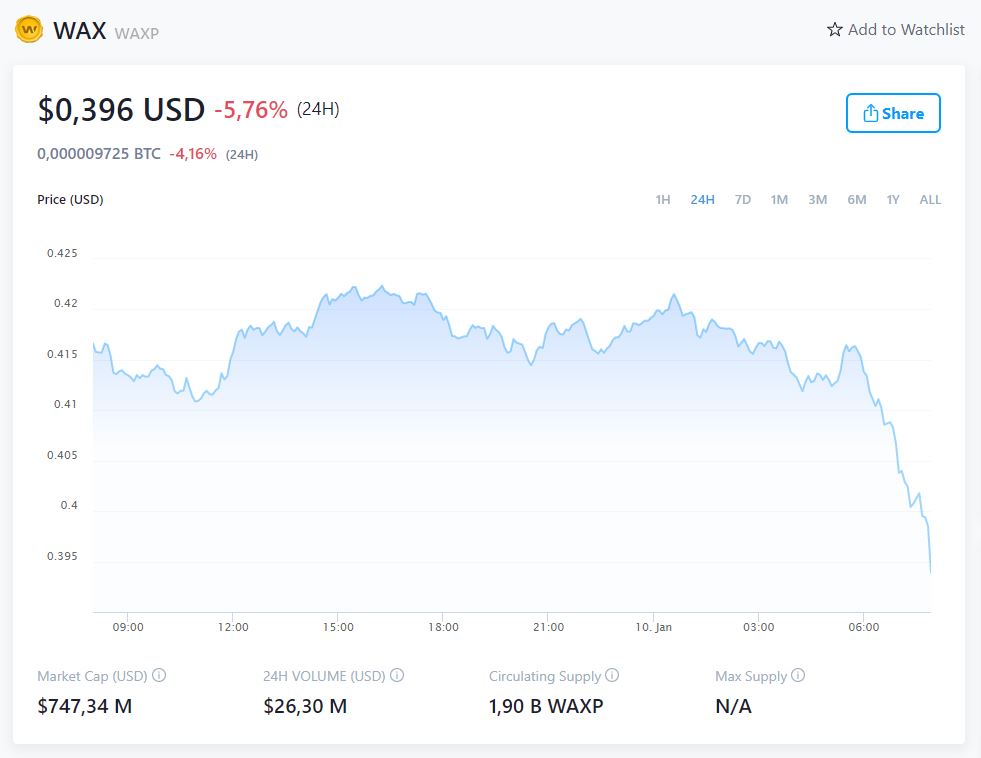 WAX WAXP
Add to Watchlist
$0,396 USD -5,76% (24H)
Share
0,000009725 BTC -4,16% (24H)
Price (USD)
1H 24H 7D 1M 3M 6M 1Y ALL
0.425
0.42
0.415
0.41
0.405
0.4
0.395
09:00 12:00 15:00 18:00 21:00 10. Jan 03:00 06:00
Market Cap (USD) 24H VOLUME (USD) Circulating Supply Max Supply
$747,34 M $26,30 M 1,90 B WAXP N/A